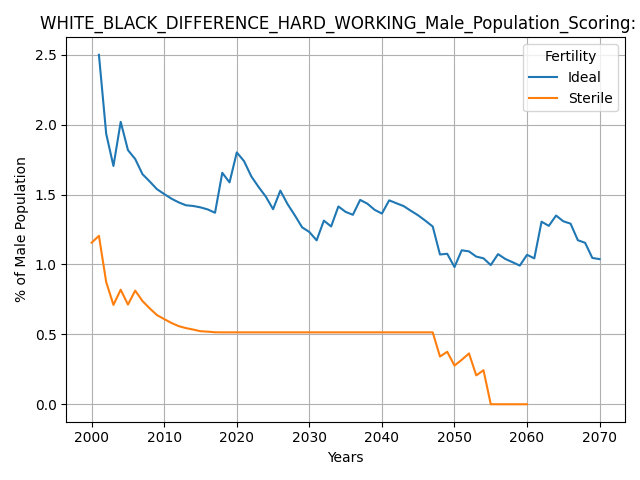 WHITE_BLACK_DIFFERENCE_HARD_WORKING_Male_Population_Scoring:
Fertility
Ideal
Sterile
% of Male Population
2.5
2.0
1.5
1.0
0.5
0.0
2000 2010 2020 2030 2040 2050 2060 2070
Years